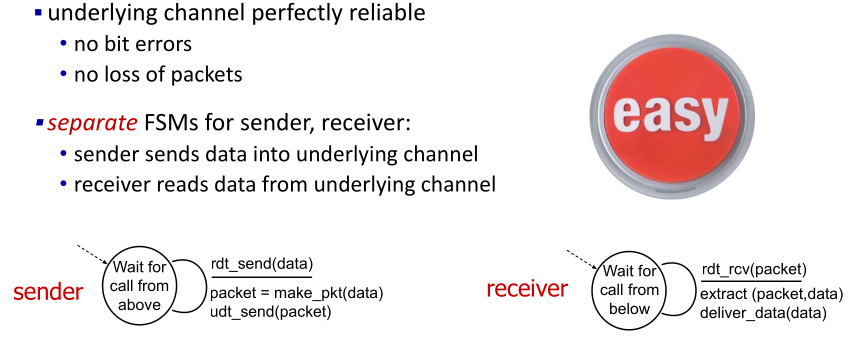 underlying channel perfectly reliable
no bit errors
no loss of packets
separate FSMs for sender, receiver:
sender sends data into underlying channel
receiver reads data from underlying channel
easy
sender
Wait for
call from
above
rdt_send(data)
packet = make_pkt(data)
udt_send(packet)
receiver
Wait for
call from
below
rdt_rcv(packet)
extract (packet,data)
deliver_data(data)